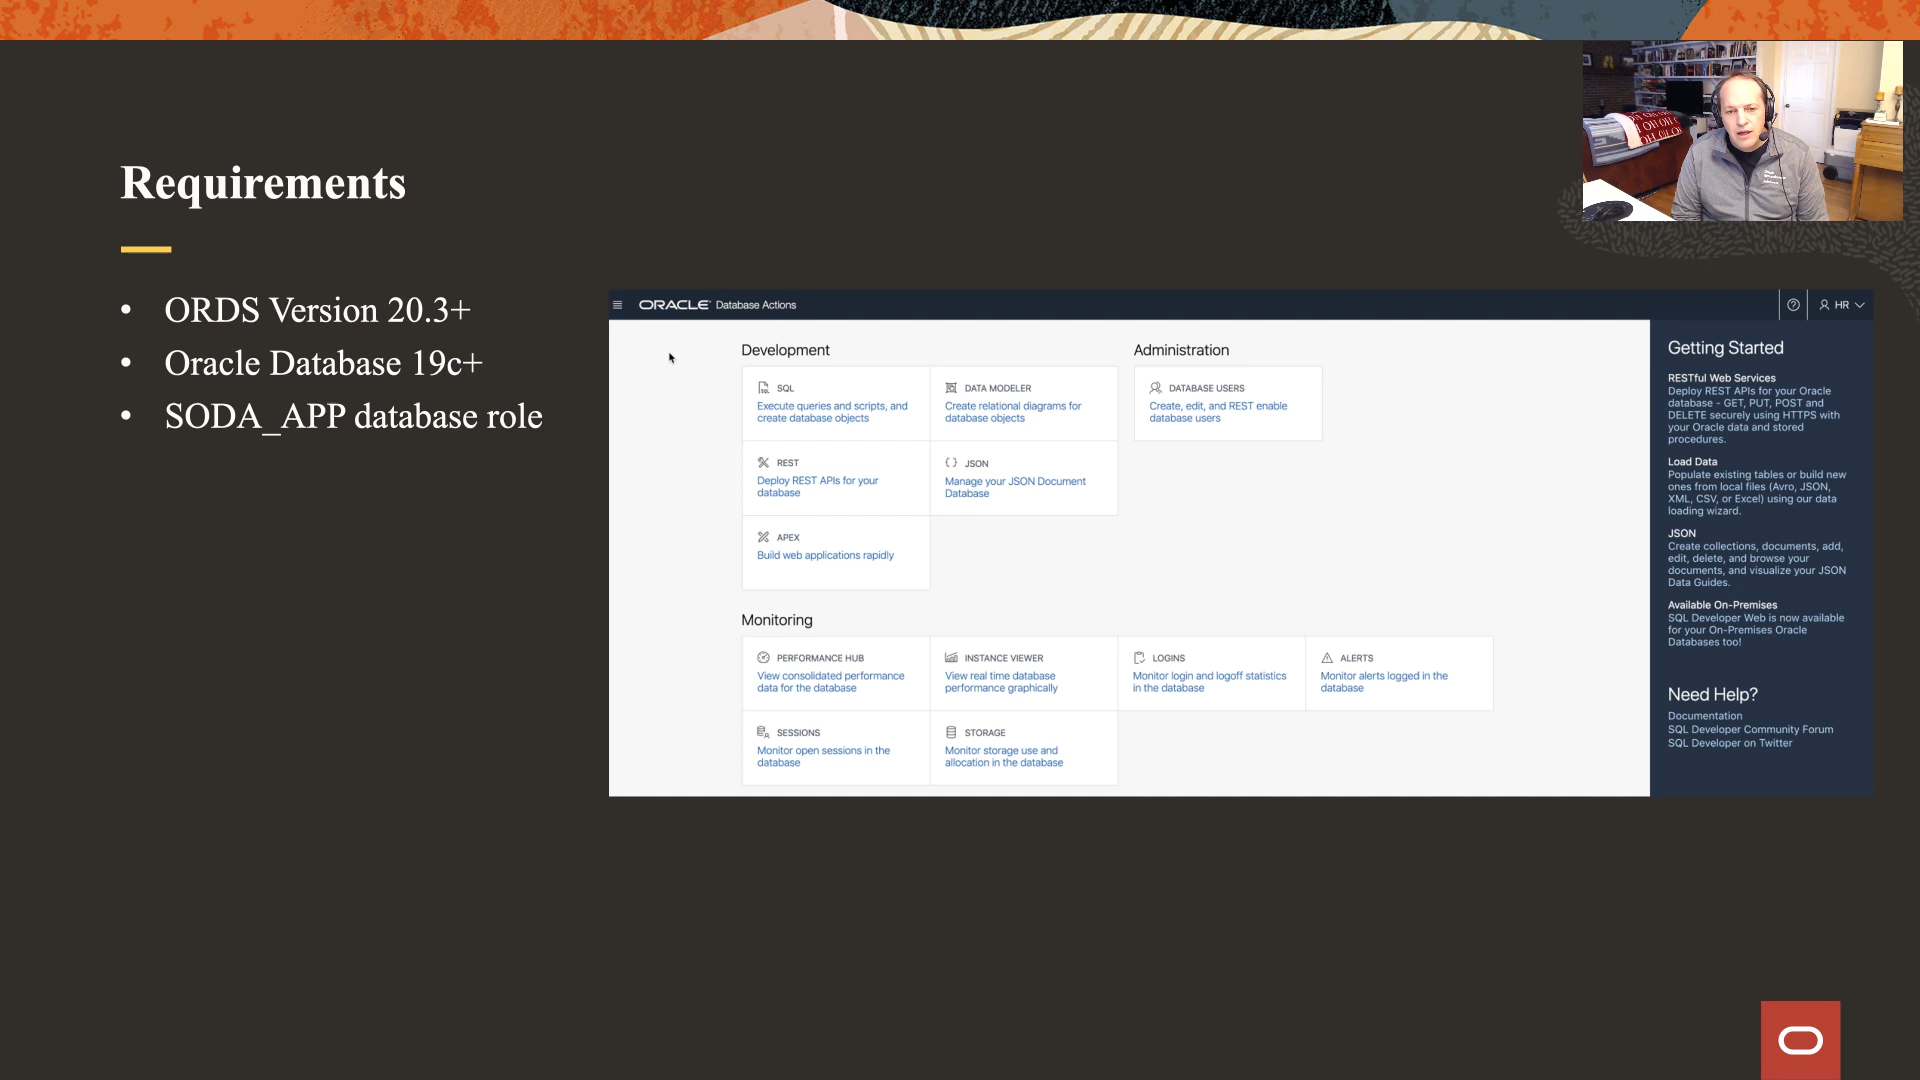 Requirements
• ORDS Version 20.3+
• Oracle Database 19c+
• SODA_APP database role
ORACLE Database Actions
HR
Development
SQL
Execute queries and scripts, and
create database objects
DATA MODELER
Create relational diagrams for
database objects
REST
Deploy REST APIs for your
database
JSON
Manage your JSON Document
Database
APEX
Build web applications rapidly
Administration
DATABASE USERS
Create, edit, and REST enable
database users
Monitoring
PERFORMANCE HUB
View consolidated performance
data for the database
INSTANCE VIEWER
View real time database
performance graphically
LOGINS
Monitor login and logoff statistics
in the database
ALERTS
Monitor alerts logged in the
database
SESSIONS
Monitor open sessions in the
database
STORAGE
Monitor storage use and
allocation in the database
Getting Started
RESTful Web Services
Deploy REST APIs for your Oracle
database - GET, PUT, POST and
DELETE securely using HTTPS with
your Oracle data and stored
procedures.
Load Data
Populate existing tables or build new
ones from local files (Avro, JSON,
XML, CSV, or Excel) using our data
loading wizard.
JSON
Create collections, documents, add,
edit, delete, and browse your
documents, and visualize your JSON
Data Guides.
Available On-Premises
SQL Developer Web is now available
for your On-Premises Oracle
Databases too!
Need Help?
Documentation
SQL Developer Community Forum
SQL Developer on Twitter